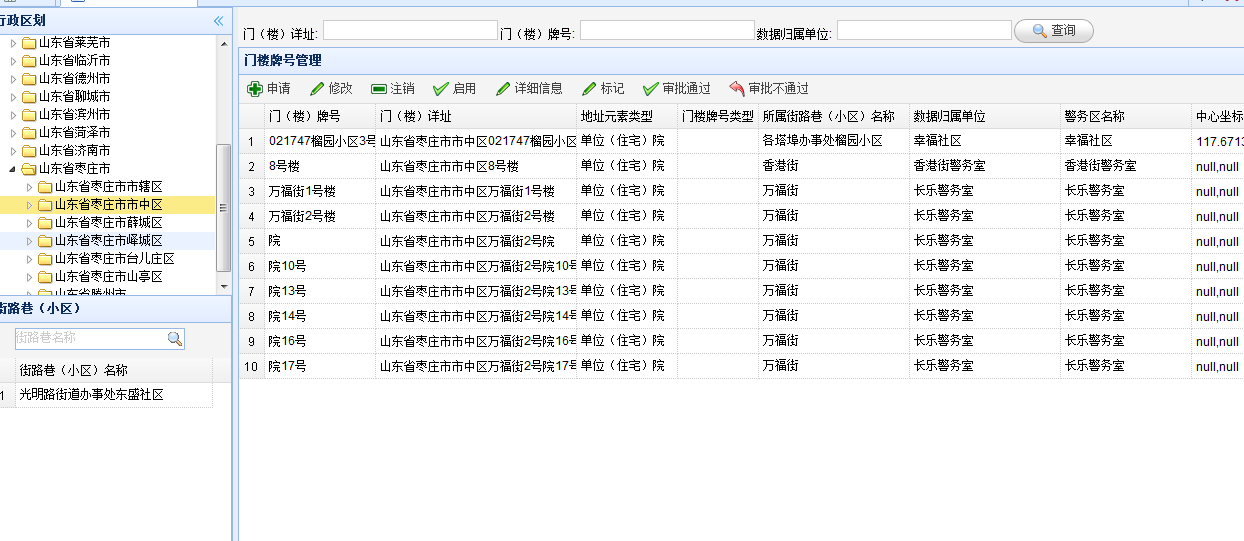 行政区划
山东省莱芜市
山东省临沂市
山东省德州市
山东省聊城市
山东省滨州市
山东省菏泽市
山东省济南市
山东省枣庄市
山东省枣庄市市辖区
山东省枣庄市市中区
山东省枣庄市薛城区
山东省枣庄市峄城区
山东省枣庄市台儿庄区
山东省枣庄市山亭区
山东省滕州市
街路巷（小区）
街路巷名称
街路巷（小区）名称
1 光明路街道办事处东盛社区
门（楼）详址: 门（楼）牌号: 数据归属单位: 查询
门楼牌号管理
申请 修改 注销 启用 详细信息 标记 审批通过 审批不通过
门（楼）牌号 门（楼）详址 地址元素类型 门楼牌号类型 所属街路巷（小区）名称 数据归属单位 警务区名称 中心坐标
1 021747榴园小区3号 山东省枣庄市市中区021747榴园小区 单位（住宅）院 各塔埠办事处榴园小区 幸福社区 幸福社区 117.6713
2 8号楼 山东省枣庄市市中区8号楼 单位（住宅）院 香港街 香港街警务室 香港街警务室 null,null
3 万福街1号楼 山东省枣庄市市中区万福街1号楼 单位（住宅）院 万福街 长乐警务室 长乐警务室 null,null
4 万福街2号楼 山东省枣庄市市中区万福街2号楼 单位（住宅）院 万福街 长乐警务室 长乐警务室 null,null
5 院 山东省枣庄市市中区万福街2号院 单位（住宅）院 万福街 长乐警务室 长乐警务室 null,null
6 院10号 山东省枣庄市市中区万福街2号院10号 单位（住宅）院 万福街 长乐警务室 长乐警务室 null,null
7 院13号 山东省枣庄市市中区万福街2号院13号 单位（住宅）院 万福街 长乐警务室 长乐警务室 null,null
8 院14号 山东省枣庄市市中区万福街2号院14号 单位（住宅）院 万福街 长乐警务室 长乐警务室 null,null
9 院16号 山东省枣庄市市中区万福街2号院16号 单位（住宅）院 万福街 长乐警务室 长乐警务室 null,null
10 院17号 山东省枣庄市市中区万福街2号院17号 单位（住宅）院 万福街 长乐警务室 长乐警务室 null,null